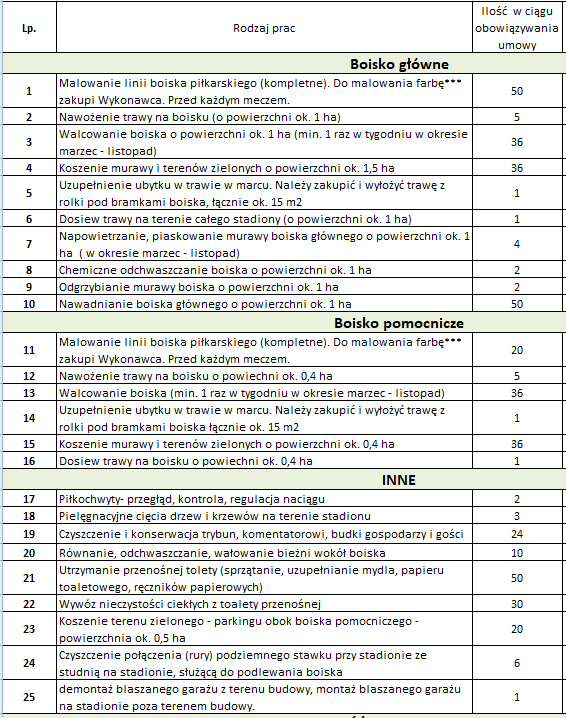 Lp.
Rodzaj prac
Ilość w ciągu
obowiązywania
umowy
Boisko główne
1
Malowanie linii boiska piłkarskiego (kompletne). Do malowania farbę***
zakupi Wykonawca. Przed każdym meczem.
50
2
Nawożenie trawy na boisku (o powierzchni ok. 1 ha)
5
3
Walcowanie boiska o powierzchni ok. 1 ha (min. 1 raz w tygodniu w okresie
marzec - listopad)
36
4
Koszenie murawy i terenów zielonych o powierzchni ok. 1,5 ha
36
5
Uzupełnienie ubytku w trawie w marcu. Należy zakupić i wyłożyć trawę z
rolki pod bramkami boiska, łącznie ok. 15 m2
1
6
Dosiew trawy na terenie całego stadiony (o powierzchni ok. 1 ha)
1
7
Napowietrzanie, piaskowanie murawy boiska głównego o powierzchni ok. 1
ha ( w okresie marzec - listopad)
4
8
Chemiczne odchwaszczanie boiska o powierzchni ok. 1 ha
2
9
Odgrzybianie murawy boiska o powierzchni ok. 1 ha
2
10
Nawadnianie boiska głównego o powierzchni ok. 1 ha
50
Boisko pomocnicze
11
Malowanie linii boiska piłkarskiego (kompletne). Do malowania farbę***
zakupi Wykonawca. Przed każdym meczem.
20
12
Nawożenie trawy na boisku o powiechni ok. 0,4 ha
5
13
Walcowanie boiska (min. 1 raz w tygodniu w okresie marzec - listopad)
36
14
Uzupełnienie ubytku w trawie w marcu. Należy zakupić i wyłożyć trawę z
rolki pod bramkami boiska łącznie ok. 15 m2
1
15
Koszenie murawy i terenów zielonych o powierzchni ok. 0,4 ha
36
16
Dosiew trawy na boisku o powiechni ok. 0,4 ha
1
INNE
17
Piłkochwyty- przegłąd, kontrola, regulacja naciągu
2
18
Pielęgnacyjne cięcia drzew i krzewów na terenie stadionu
3
19
Czyszczenie i konserwacja trybun, komentatorowi, budki gospodarzy i gości
24
20
Równanie, odchwaszczanie, wałowanie bieżni wokół boiska
10
21
Utrzymanie przenośnej tolety (sprzątanie, uzupełnianie mydla, papieru
toaletowego, ręczników papierowych)
50
22
Wywóz nieczystości ciekłych z toalety przenośnej
30
23
Koszenie terenu zielonego - parkingu obok boiska pomocniczego -
powierzchnia ok. 0,5 ha
20
24
Czyszczenie połączenia (rury) podziemnego stawku przy stadionie ze
studnią na stadionie, służącą do podlewania boiska
6
25
demontaż blaszanego garażu z terenu budowy, montaż blaszanego garażu
na stadionie poza terenem budowy.
1